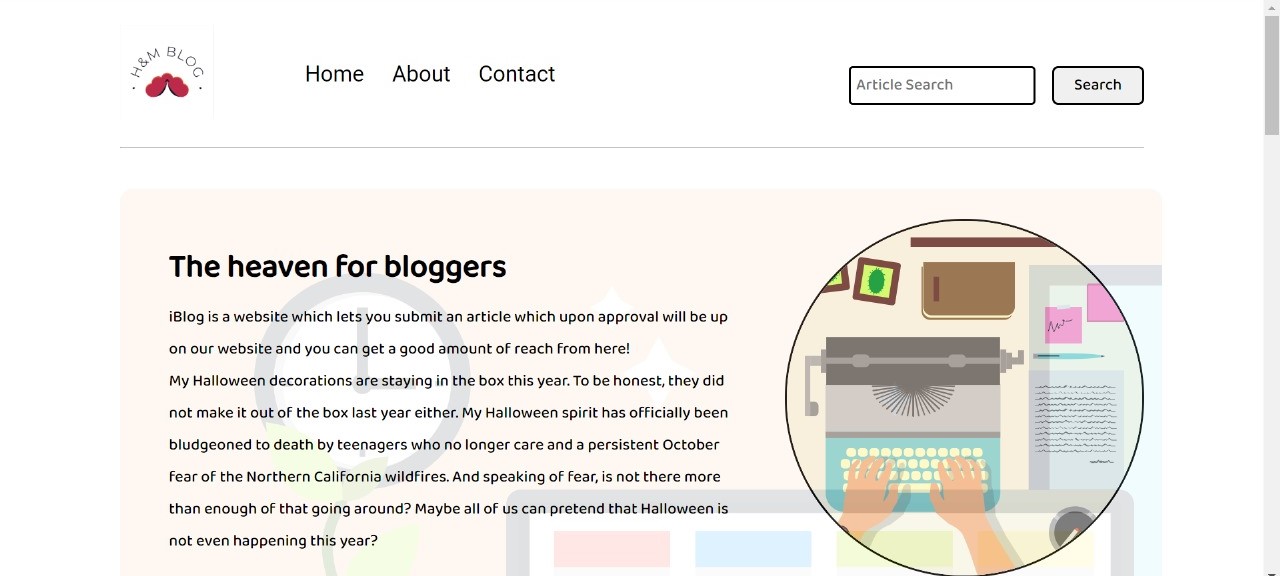 H&M BLOG
Home About Contact
Article Search Search
The heaven for bloggers
iBlog is a website which lets you submit an article which upon approval will be up
on our website and you can get a good amount of reach from here!
My Halloween decorations are staying in the box this year. To be honest, they did
not make it out of the box last year either. My Halloween spirit has officially been
bludgeoned to death by teenagers who no longer care and a persistent October
fear of the Northern California wildfires. And speaking of fear, is not there more
than enough of that going around? Maybe all of us can pretend that Halloween is
not even happening this year?